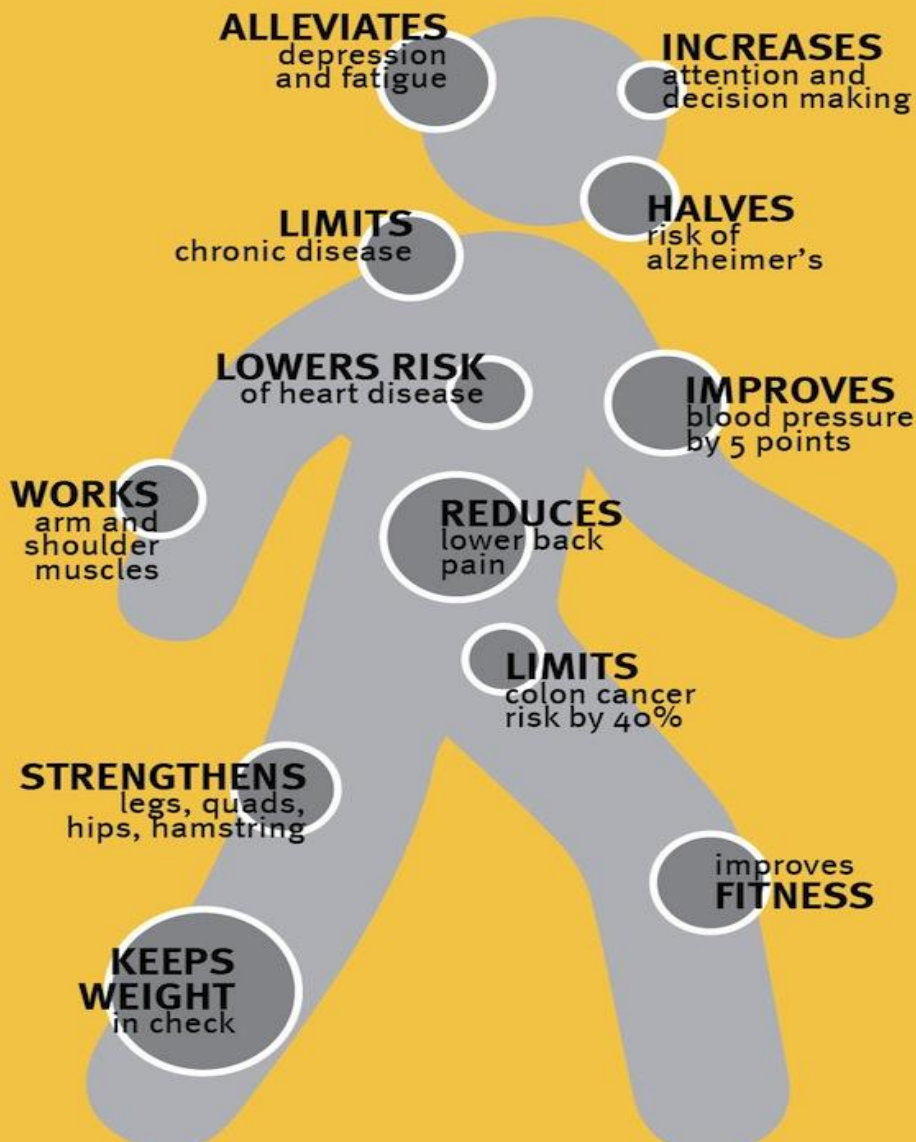 ALLEVIATES
depression
and fatigue
INCREASES
attention and
decision making
HALVES
risk of
alzheimer's
LIMITS
chronic disease
LOWERS RISK
of heart disease
IMPROVES
blood pressure
by 5 points
WORKS
arm and
shoulder
muscles
REDUCES
lower back
pain
LIMITS
colon cancer
risk by 40%
STRENGTHENS
legs, quads,
hips, hamstring
improves
FITNESS
KEEPS
WEIGHT
in check